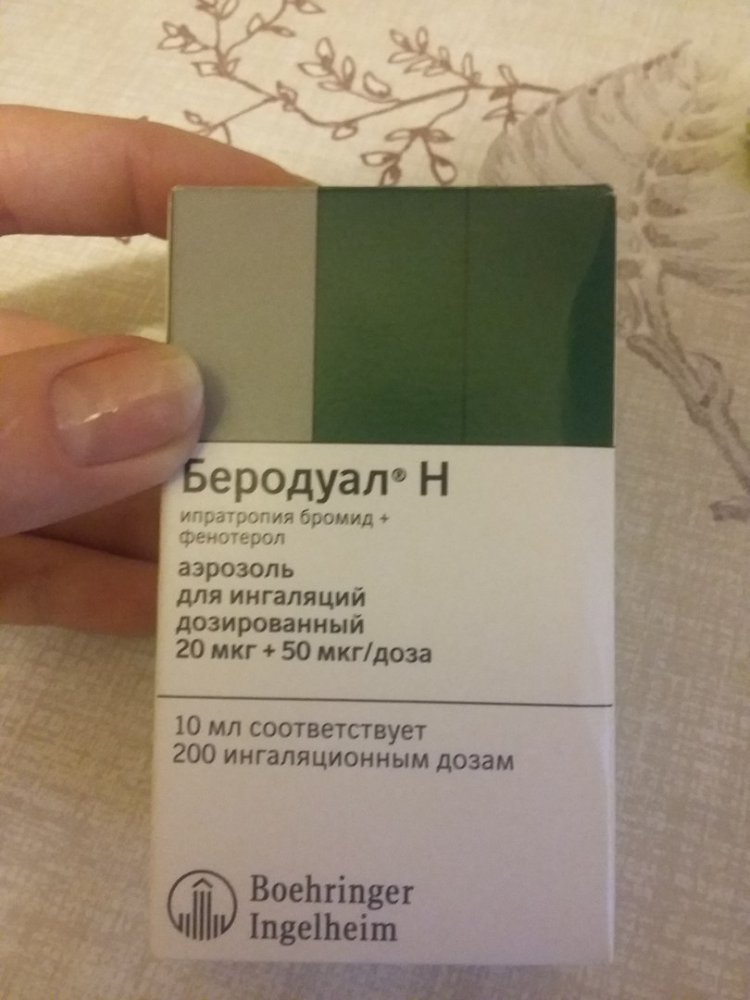 Беродуал® Н
ипратропия бромид +
фенотерол
аэрозоль
для ингаляций
дозированный
20 мкг + 50 мкг/доза
10 мл соответствует
200 ингаляционным дозам
Boehringer
Ingelheim